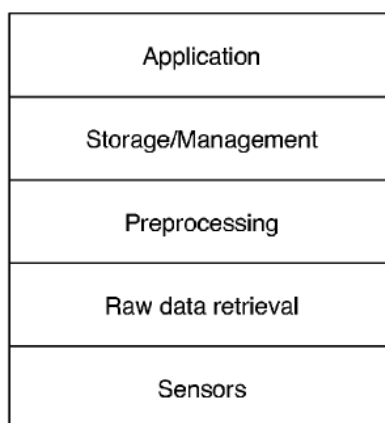 Application
Storage/Management
Preprocessing
Raw data retrieval
Sensors